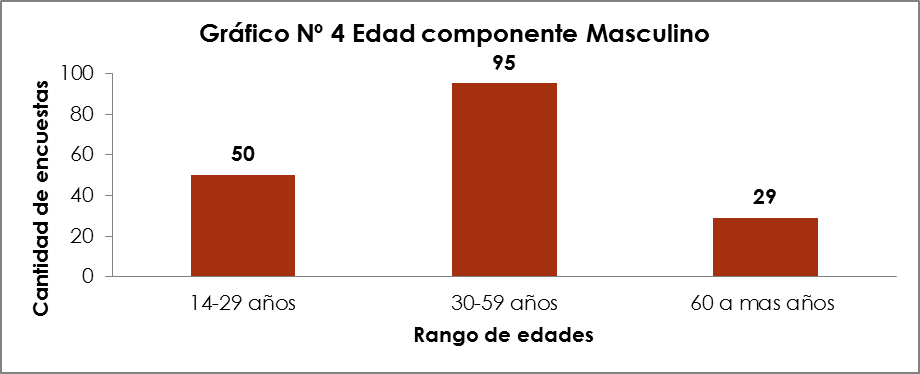 Gráfico Nº 4 Edad componente Masculino
Cantidad de encuestas
100
80
60
40
20
0
50
95
29
14-29 años
30-59 años
60 a mas años
Rango de edades